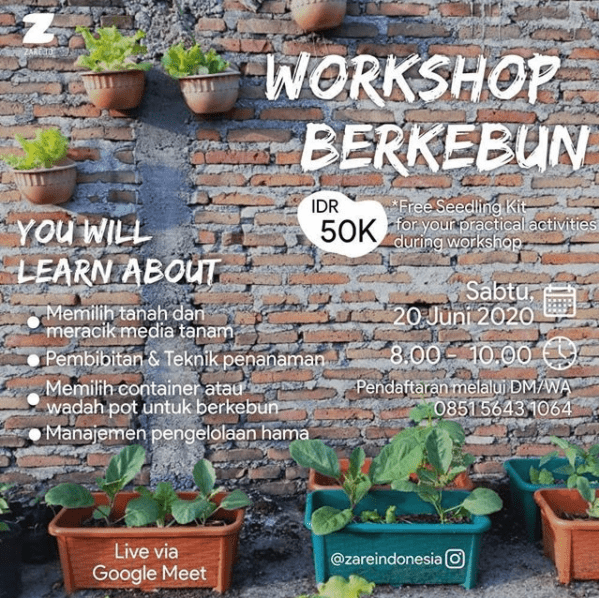 Z
WORKSHOP
BERKEBUN
IDR
50K
*Free Seedling Kit
for your practical activities
during workshop
YOU WILL
LEARN ABOUT
Memilih tanah dan
meracik media tanam
Pembibitan & Teknik penanaman
Memilih container atau
wadah pot untuk berkebun
Manajemen pengelolaan hama
Sabtu,
20 Juni 2020
8.00 - 10.00
Pendaftaran melalui DM/WA
0851 5643 1064
Live via
Google Meet
@zareindonesia